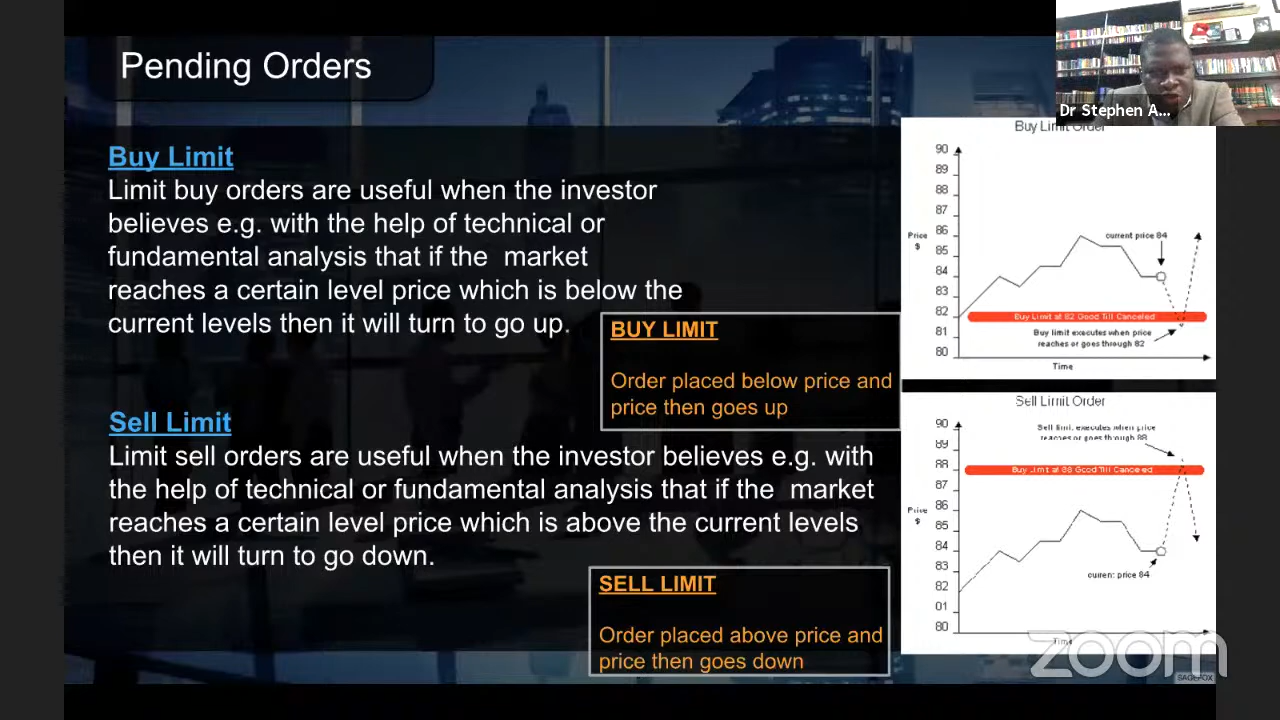 Pending Orders
Dr Stephen A...
Buy Limit
Limit buy orders are useful when the investor
believes e.g. with the help of technical or
fundamental analysis that if the  market
reaches a certain level price which is below the
current levels then it will turn to go up.
BUY LIMIT
Order placed below price and
price then goes up
Sell Limit
Limit sell orders are useful when the investor believes e.g. with
the help of technical or fundamental analysis that if the  market
reaches a certain level price which is above the current levels
then it will turn to go down.
SELL LIMIT
Order placed above price and
price then goes down
Buy Limit Order
90
89
88
87
86
85
84
83
82
81
80
Price
$
current price 84
Buy Limit at 82 Good Till Canceled
Buy limit executes when price
reaches or goes through 82
Time
Sell Limit Order
90
89
88
87
86
85
84
83
82
81
80
Price
$
Sell limit executes when price
reaches or goes through 88
Buy Limit at 88 Good Till Canceled
current price 84
Time
zoom
SAGEFOX